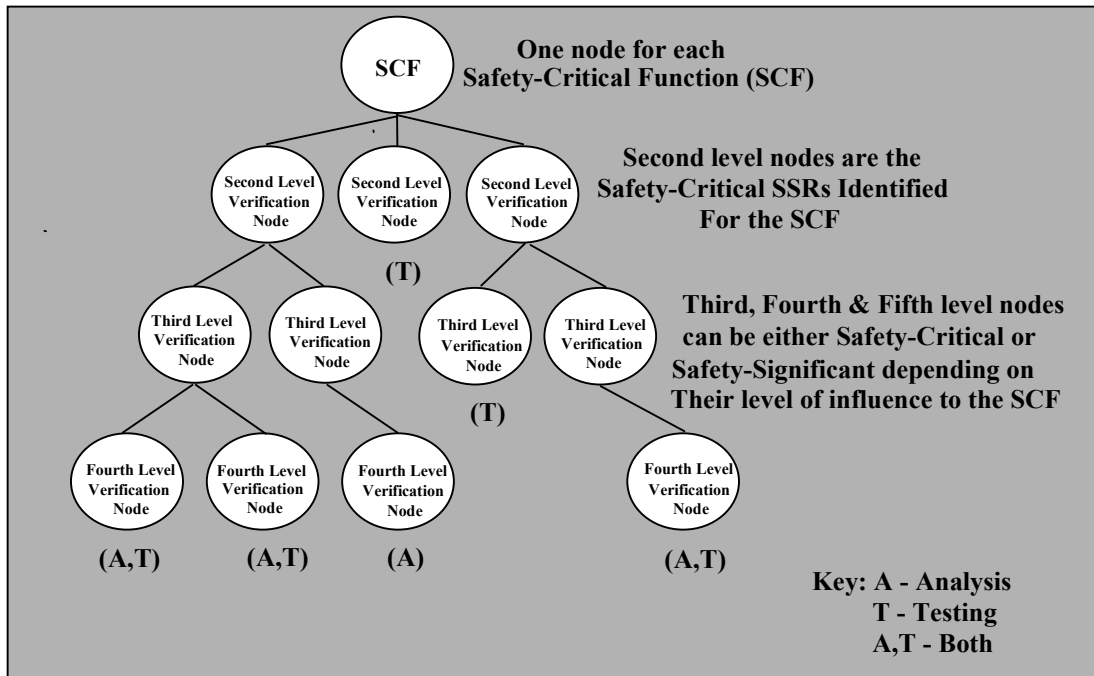 SCF
One node for each
Safety-Critical Function (SCF)
Second Level
Verification
Node
Second Level
Verification
Node
Second Level
Verification
Node
Second level nodes are the
Safety-Critical SSRs Identified
For the SCF
(T)
Third Level
Verification
Node
Third Level
Verification
Node
Third Level
Verification
Node
Third Level
Verification
Node
Third, Fourth & Fifth level nodes
can be either Safety-Critical or
Safety-Significant depending on
Their level of influence to the SCF
(T)
Fourth Level
Verification
Node
Fourth Level
Verification
Node
Fourth Level
Verification
Node
Fourth Level
Verification
Node
(A,T)
(A,T)
(A)
(A,T)
Key: A - Analysis
T - Testing
A,T - Both